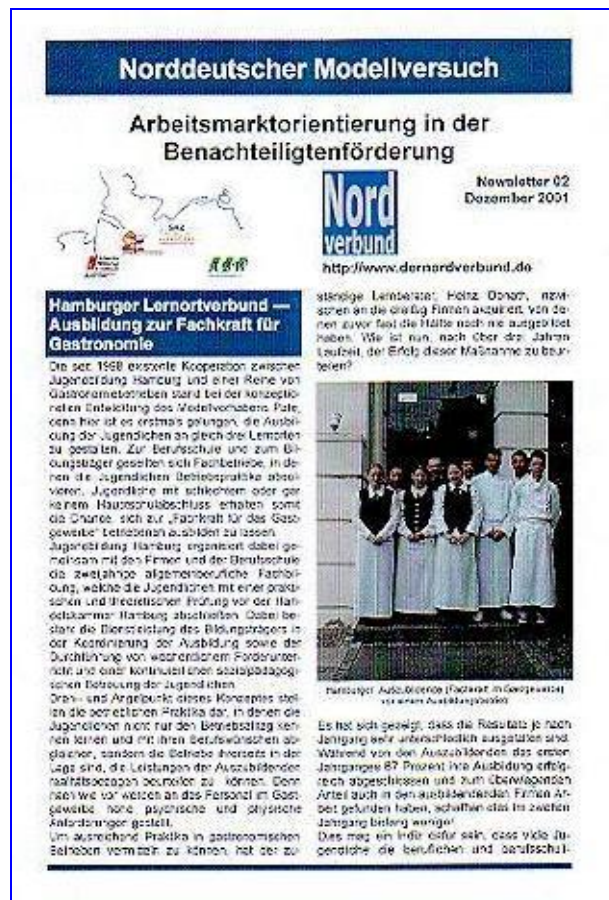 Norddeutscher Modellversuch
Arbeitsmarktorientierung in der
Benachteiligtenförderung
Nord
verbund
Newsletter 02
Dezember 2001
http://www.dernordverbund.de
Hamburger Lernortverbund —
Ausbildung zur Fachkraft für
Gastronomie
Die seit 1998 existente Kooperation zwischen
Jugendbildung Hamburg und einer Reihe von
Gastronomiebetrieben stand bei der konzeptio-
nellen Entwicklung des Modellvorhabens Pate,
denn hier ist es erstmals gelungen, die Ausbil-
dung der Jugendlichen an gleich drei Lernorten
zu gestalten. Zur Berufsschule und zum Bil-
dungsträger gesellten sich Fachbetriebe, in de-
nen die Jugendlichen Betriebspraktika absol-
vieren. Jugendliche mit schlechtem oder gar
keinem Hauptschulabschluss erhalten somit
die Chance, sich zur „Fachkraft für das Gast-
gewerbe" betriebsnah ausbilden zu lassen.
Jugendbildung Hamburg organisiert dabei ge-
meinsam mit den Firmen und der Berufsschule
die zweijährige allgemeinberufliche Fachbil-
dung, welche die Jugendlichen mit einer prakti-
schen und theoretischen Prüfung vor der Han-
delskammer Hamburg abschließen. Dabei be-
steht die Dienstleistung des Bildungsträgers in
der Koordinierung der Ausbildung sowie der
Durchführung von wöchentlichem Förderunter-
richt und einer kontinuierlichen sozialpädagogi-
schen Betreuung der Jugendlichen.
Dreh- und Angelpunkt dieses Konzeptes stel-
len die betrieblichen Praktika dar, in denen die
Jugendlichen nicht nur den Betriebsalltag ken-
nen lernen und mit ihren Berufswünschen ab-
gleichen, sondern die Betriebe ihrerseits in der
Lage sind, die Leistungen der Auszubildenden
realitätsbezogen beurteilen zu können. Denn
nach wie vor werden an das Personal im Gast-
gewerbe hohe psychische und physische
Anforderungen gestellt.
Um ausreichend Praktika in gastronomischen
Betrieben vermitteln zu können, hat der zu-
ständige Lernberater, Heinz Donath, inzwi-
schen an die dreißig Firmen akquiriert, von de-
nen zuvor fast die Hälfte noch nie ausgebildet
haben. Wie ist nun, nach über drei Jahren
Laufzeit, der Erfolg dieser Maßnahme zu beur-
teilen?
Hamburger Auszubildende (Fachkraft im Gastgewerbe)
vor einem Ausbildungsbetrieb
Es hat sich gezeigt, dass die Resultate je nach
Jahrgang sehr unterschiedlich ausgefallen sind.
Während von den Auszubildenden des ersten
Jahrganges 67 Prozent ihre Ausbildung erfolg-
reich abgeschlossen und zum überwiegenden
Anteil auch in den ausbildenden Firmen Ar-
beit gefunden haben, schafften dies im zweiten
Jahrgang bislang weniger.
Dies mag ein Indiz dafür sein, dass viele Ju-
gendliche die beruflichen und berufsschuli-